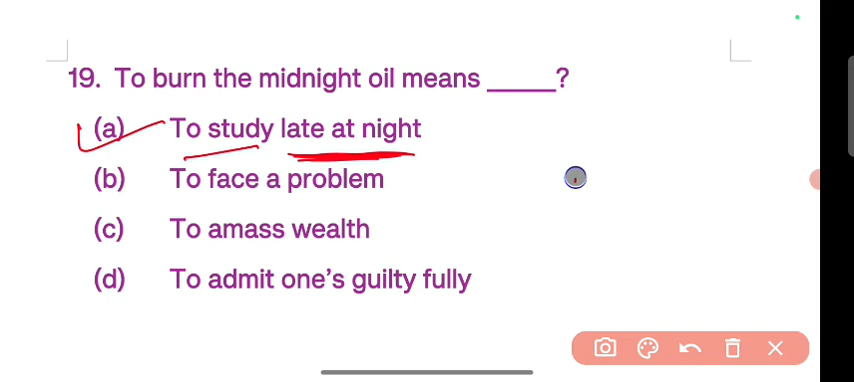 19. To burn the midnight oil means _____?
(a) To study late at night
(b) To face a problem
(c) To amass wealth
(d) To admit one's guilty fully